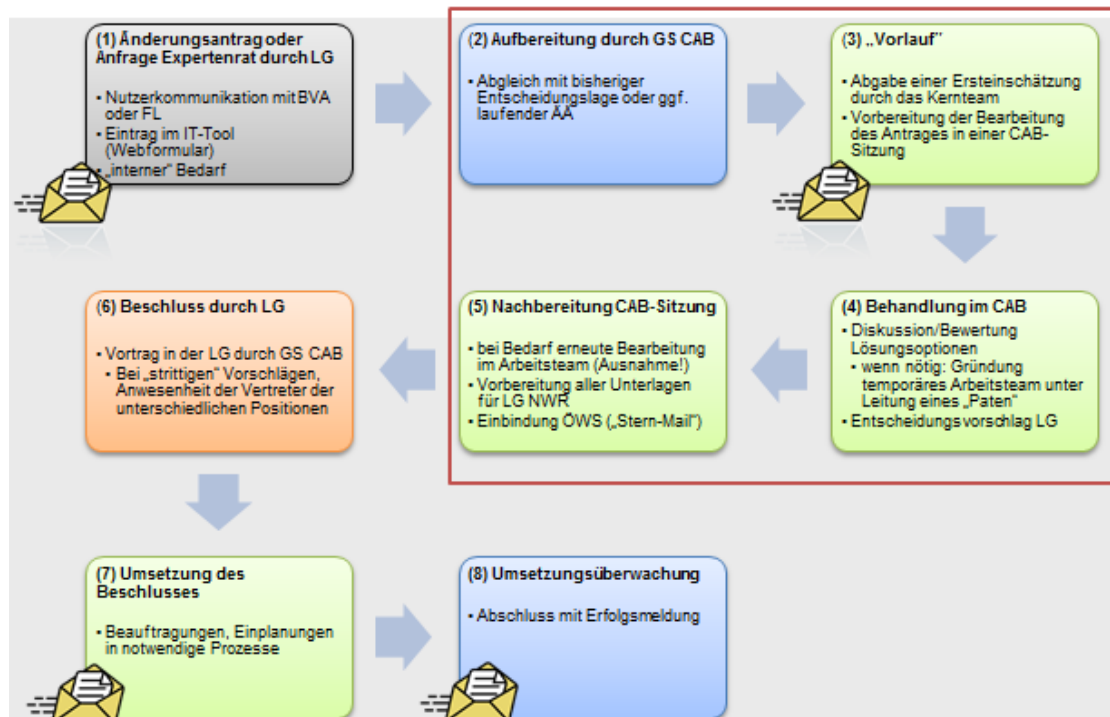 (1) Änderungsantrag oder
Anfrage Expertenrat durch LG
▪ Nutzerkommunikation mit BVA
oder FL
▪ Eintrag im IT-Tool
(Webformular)
▪ „interner“ Bedarf
(2) Aufbereitung durch GS CAB
▪ Abgleich mit bisheriger
Entscheidungslage oder ggf.
laufender ÄA
(3) „Vorlauf“
▪ Abgabe einer Ersteinschätzung
durch das Kernteam
▪ Vorbereitung der Bearbeitung
des Antrages in einer CAB-
Sitzung
(4) Behandlung im CAB
▪ Diskussion/Bewertung
Lösungsoptionen
▪ wenn nötig: Gründung
temporäres Arbeitsteam unter
Leitung eines „Paten“
▪ Entscheidungsvorschlag LG
(5) Nachbereitung CAB-Sitzung
▪ bei Bedarf erneute Bearbeitung
im Arbeitsteam (Ausnahme!)
▪ Vorbereitung aller Unterlagen
für LG NWR
▪ Einbindung ÖWS („Stern-Mail“)
(6) Beschluss durch LG
▪ Vortrag in der LG durch GS CAB
▪ Bei „strittigen“ Vorschlägen,
Anwesenheit der Vertreter der
unterschiedlichen Positionen
(7) Umsetzung des
Beschlusses
▪ Beauftragungen, Einplanungen
in notwendige Prozesse
(8) Umsetzungsüberwachung
▪ Abschluss mit Erfolgsmeldung